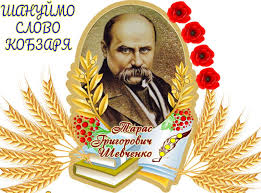 ШАНУЙМО
СЛОВО
КОБЗАРЯ
Тарас
Григорович
Шевченко